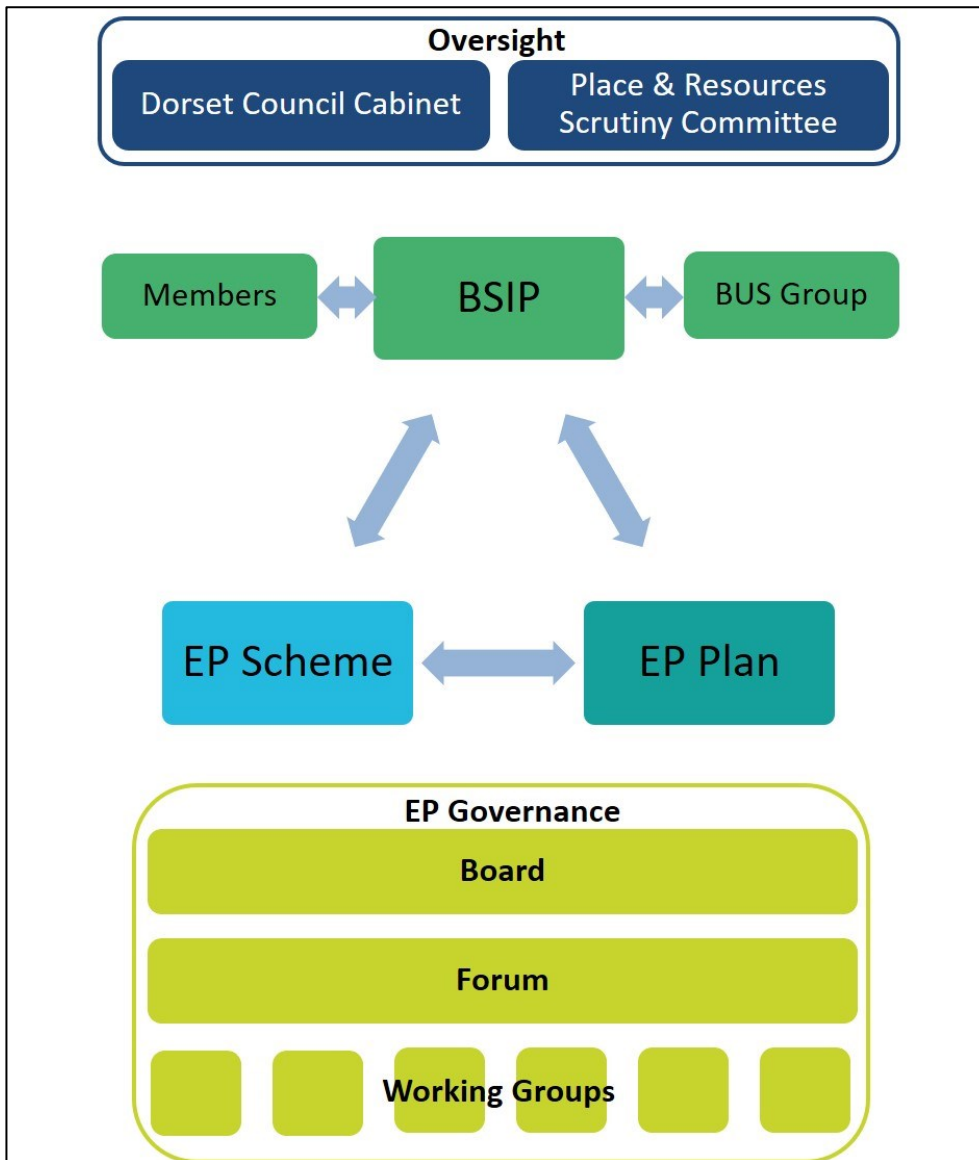 Oversight
Dorset Council Cabinet
Place & Resources
Scrutiny Committee
Members
BSIP
BUS Group
EP Scheme
EP Plan
EP Governance
Board
Forum
Working Groups